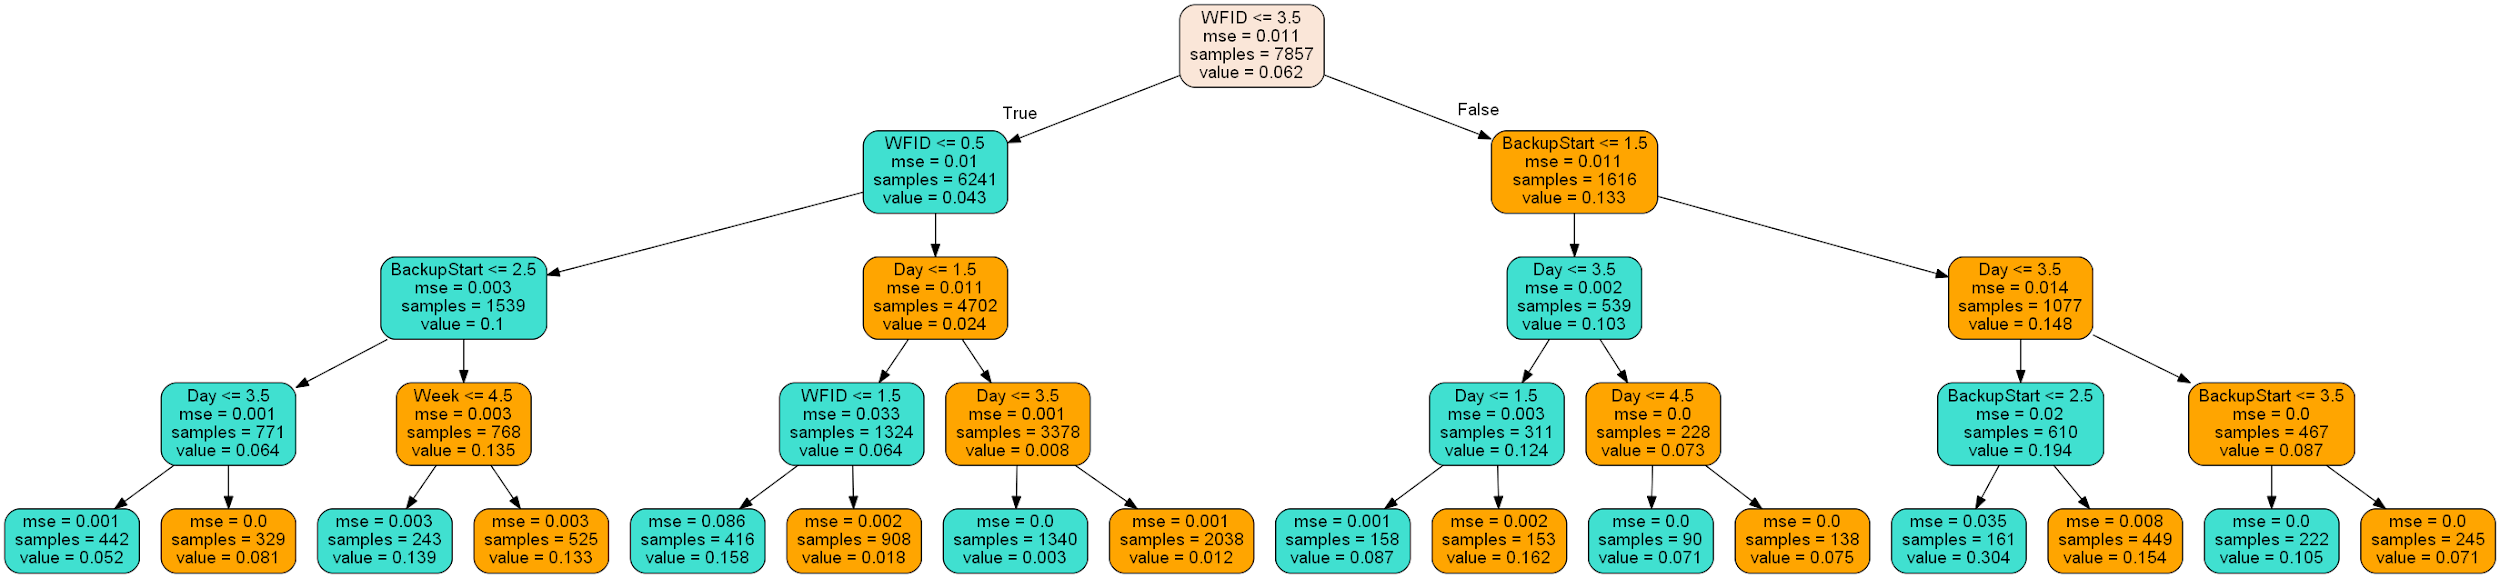 WFID <= 3.5
mse = 0.011
samples = 7857
value = 0.062
True
False
WFID <= 0.5
mse = 0.01
samples = 6241
value = 0.043
BackupStart <= 1.5
mse = 0.011
samples = 1616
value = 0.133
BackupStart <= 2.5
mse = 0.003
samples = 1539
value = 0.1
Day <= 1.5
mse = 0.011
samples = 4702
value = 0.024
Day <= 3.5
mse = 0.002
samples = 539
value = 0.103
Day <= 3.5
mse = 0.014
samples = 1077
value = 0.148
Day <= 3.5
mse = 0.001
samples = 771
value = 0.064
Week <= 4.5
mse = 0.003
samples = 768
value = 0.135
WFID <= 1.5
mse = 0.033
samples = 1324
value = 0.064
Day <= 3.5
mse = 0.001
samples = 3378
value = 0.008
Day <= 1.5
mse = 0.003
samples = 311
value = 0.124
Day <= 4.5
mse = 0.0
samples = 228
value = 0.073
BackupStart <= 2.5
mse = 0.02
samples = 610
value = 0.194
BackupStart <= 3.5
mse = 0.0
samples = 467
value = 0.087
mse = 0.001
samples = 442
value = 0.052
mse = 0.0
samples = 329
value = 0.081
mse = 0.003
samples = 243
value = 0.139
mse = 0.003
samples = 525
value = 0.133
mse = 0.086
samples = 416
value = 0.158
mse = 0.002
samples = 908
value = 0.018
mse = 0.0
samples = 1340
value = 0.003
mse = 0.001
samples = 2038
value = 0.012
mse = 0.001
samples = 158
value = 0.087
mse = 0.002
samples = 153
value = 0.162
mse = 0.0
samples = 90
value = 0.071
mse = 0.0
samples = 138
value = 0.075
mse = 0.035
samples = 161
value = 0.304
mse = 0.008
samples = 449
value = 0.154
mse = 0.0
samples = 222
value = 0.105
mse = 0.0
samples = 245
value = 0.071